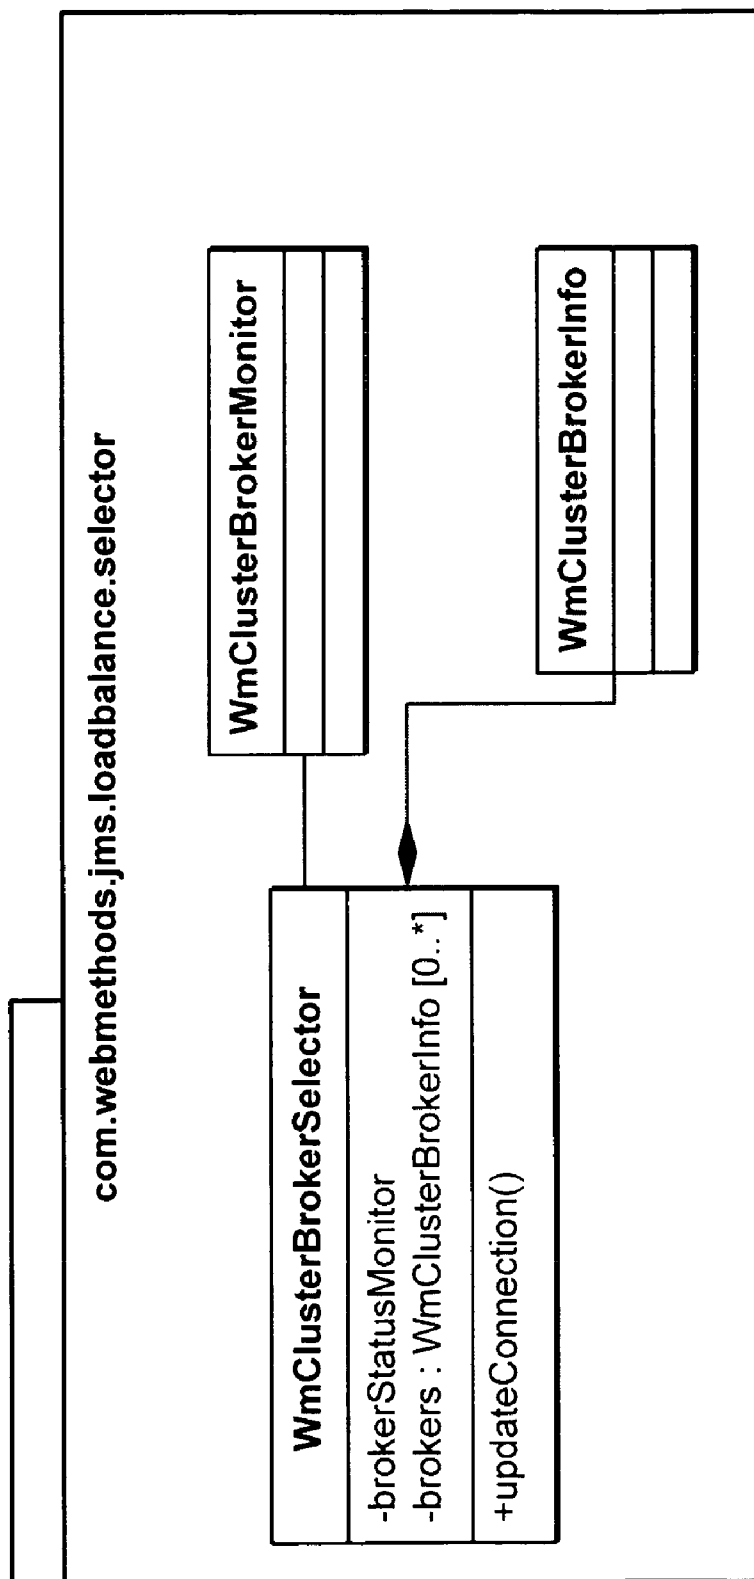 com.webmethods.jms.loadbalance.selector
WmClusterBrokerSelector
-brokerStatusMonitor
-brokers : WmClusterBrokerInfo [0..*]
+updateConnection()
WmClusterBrokerMonitor
WmClusterBrokerInfo